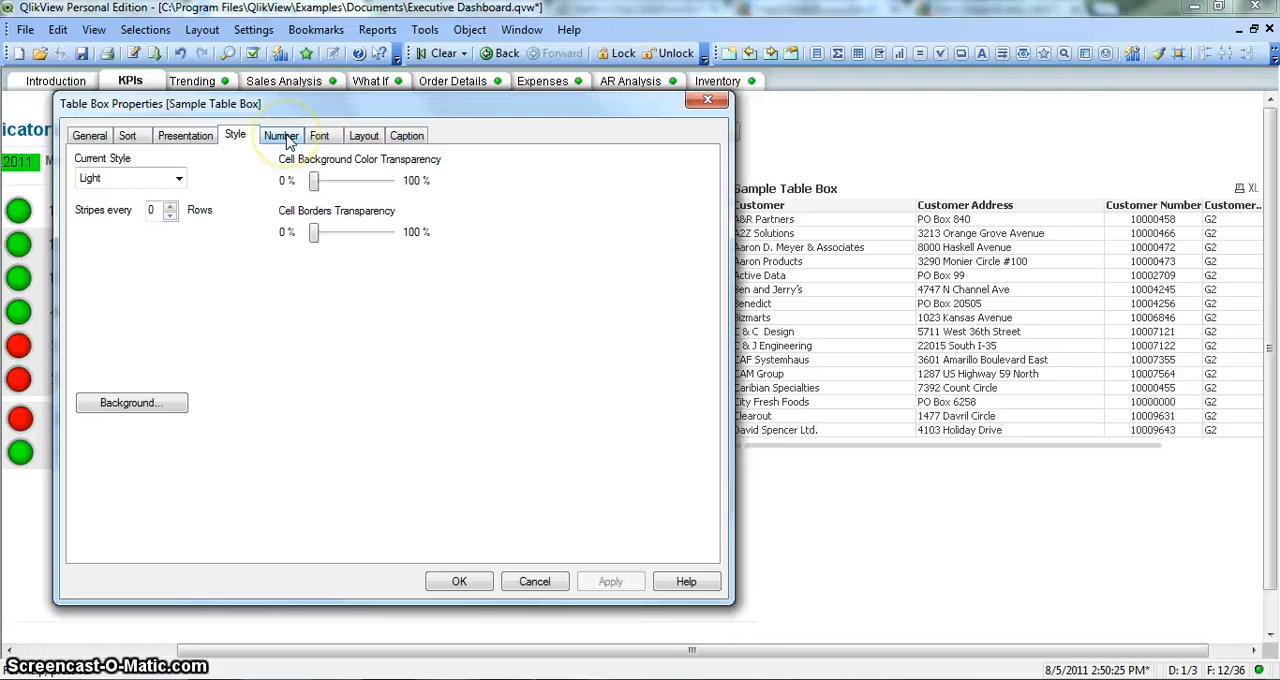 QlikView Personal Edition - [C:\Program Files\QlikView\Examples\Documents\Executive Dashboard.qvw*]
File Edit View Selections Layout Settings Bookmarks Reports Tools Object Window Help
Clear Back Forward Lock Unlock
Introduction KPIs Trending Sales Analysis What If Order Details Expenses AR Analysis Inventory
Table Box Properties [Sample Table Box]
General Sort Presentation Style Number Font Layout Caption
Current Style
Light
Stripes every 0 Rows
Cell Background Color Transparency
0 % 100 %
Cell Borders Transparency
0 % 100 %
Background...
OK Cancel Apply Help
icator
2011
Sample Table Box XL
Customer Customer Address Customer Number Customer..
A&R Partners PO Box 840 10000458 G2
A2Z Solutions 3213 Orange Grove Avenue 10000466 G2
Aaron D. Meyer & Associates 8000 Haskell Avenue 10000472 G2
Aaron Products 3290 Monier Circle #100 10000473 G2
Active Data PO Box 99 10002709 G2
Ben and Jerry's 4747 N Channel Ave 10004245 G2
Benedict PO Box 20505 10004256 G2
Bizmarts 1023 Kansas Avenue 10006846 G2
C & C Design 5711 West 36th Street 10007121 G2
C & J Engineering 22015 South I-35 10007122 G2
CAF Systemhaus 3601 Amarillo Boulevard East 10007355 G2
CAM Group 1287 US Highway 59 North 10007564 G2
Caribian Specialties 7392 Count Circle 10000455 G2
City Fresh Foods PO Box 6258 10000000 G2
Clearout 1477 Davril Circle 10009631 G2
David Spencer Ltd. 4103 Holiday Drive 10009643 G2
Screencast-O-Matic.com
8/5/2011 2:50:25 PM* D: 1/3 F: 12/36